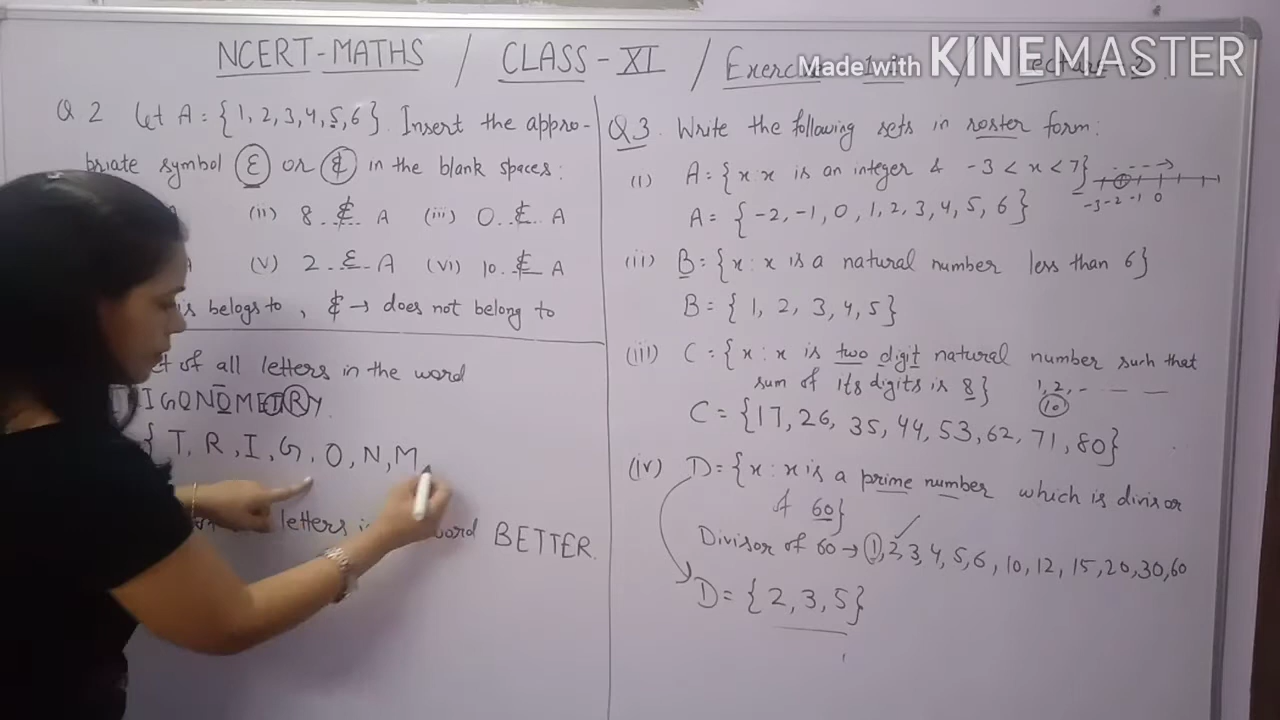 NCERT-MATHS / CLASS-XI / Exercise
Made with KINEMASTER
Q 2 Let A = {1, 2, 3, 4, 5, 6}. Insert the appro-
briate symbol ∈ or ∉ in the blank spaces:
(ii) 8 ..∉.. A (iii) 0 ..∉.. A
(v) 2 ..∈.. A (vi) 10 ..∉.. A
is belogs to, ∉ → does not belong to
of all letters in the word
TRIGONOMETRY.
{ T, R, I, G, O, N, M
letters word BETTER.
Q.3. Write the following sets in roster form:
(i) A = {x : x is an integer & -3 < x < 7}
-3 -2 -1 0
A = { -2, -1, 0, 1, 2, 3, 4, 5, 6 }
(ii) B = {x : x is a natural number less than 6}
B = { 1, 2, 3, 4, 5 }
(iii) C = {x : x is two digit natural number such that
sum of its digits is 8} 1, 2, - - - -
10
C = {17, 26, 35, 44, 53, 62, 71, 80}
(iv) D = {x : x is a prime number which is divisor
of 60}
Divisor of 60 → 1, 2, 3, 4, 5, 6, 10, 12, 15, 20, 30, 60
D = { 2, 3, 5 }